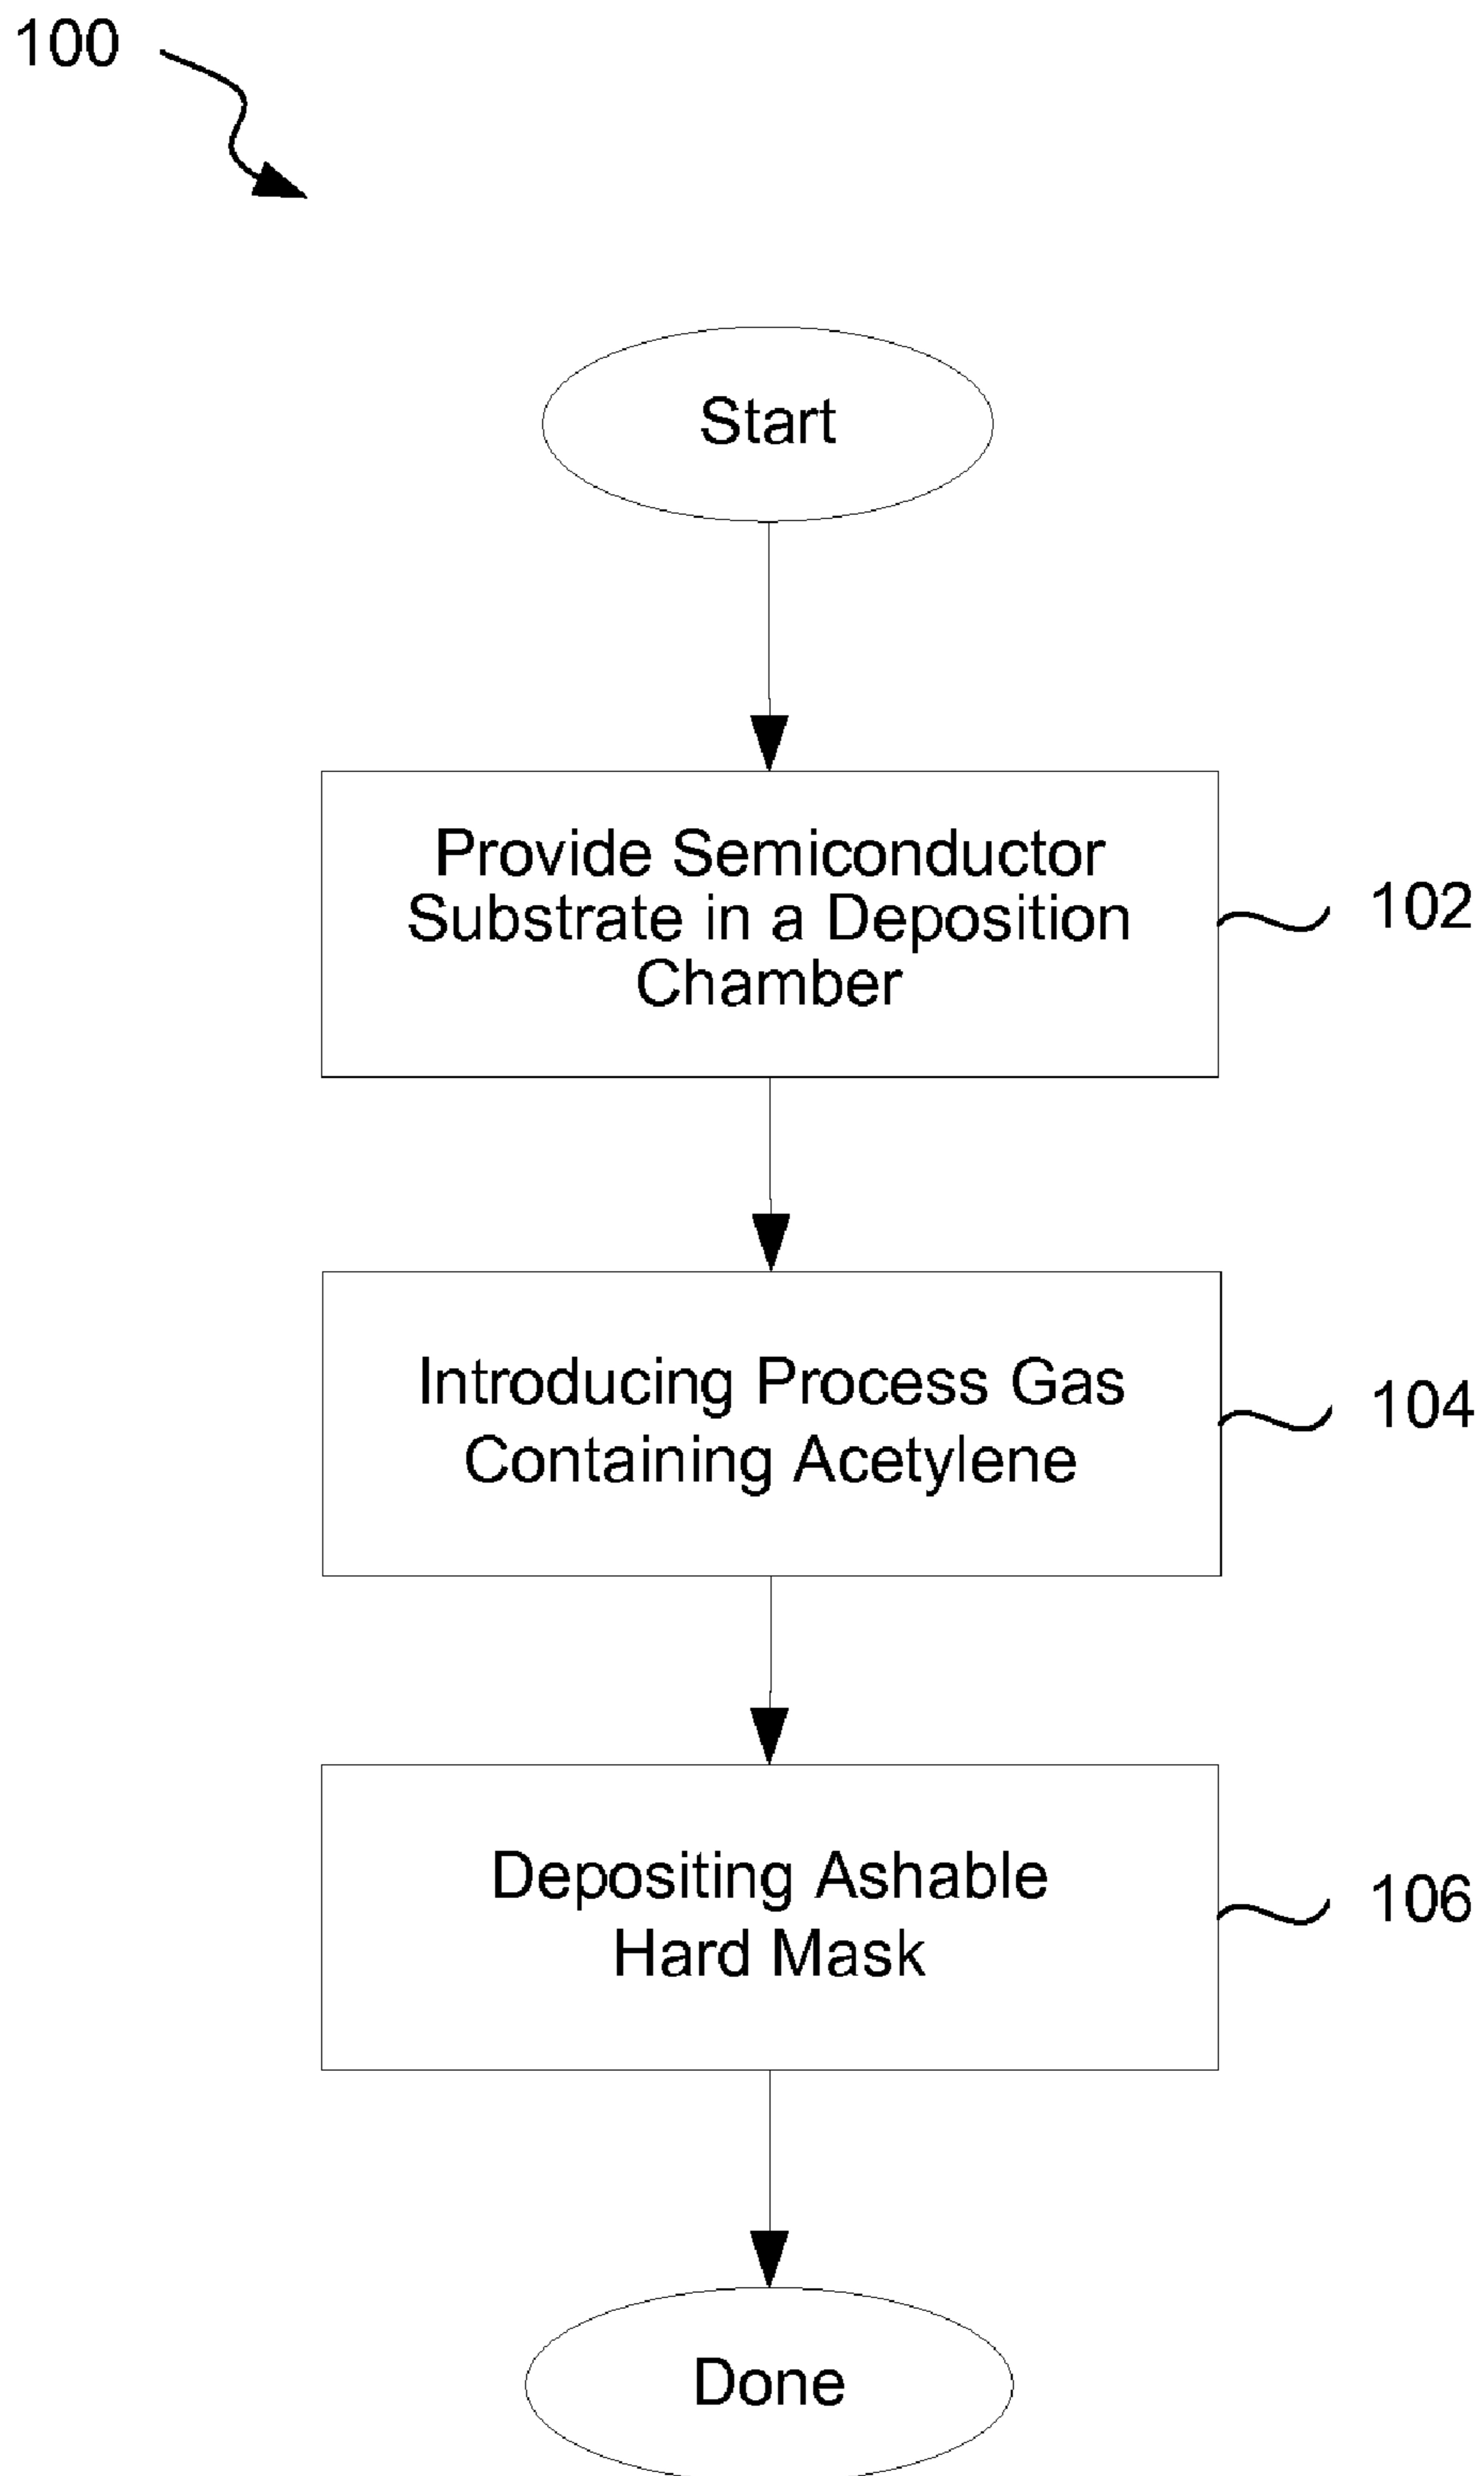 100
Start
Provide Semiconductor
Substrate in a Deposition
Chamber
102
Introducing Process Gas
Containing Acetylene
104
Depositing Ashable
Hard Mask
106
Done